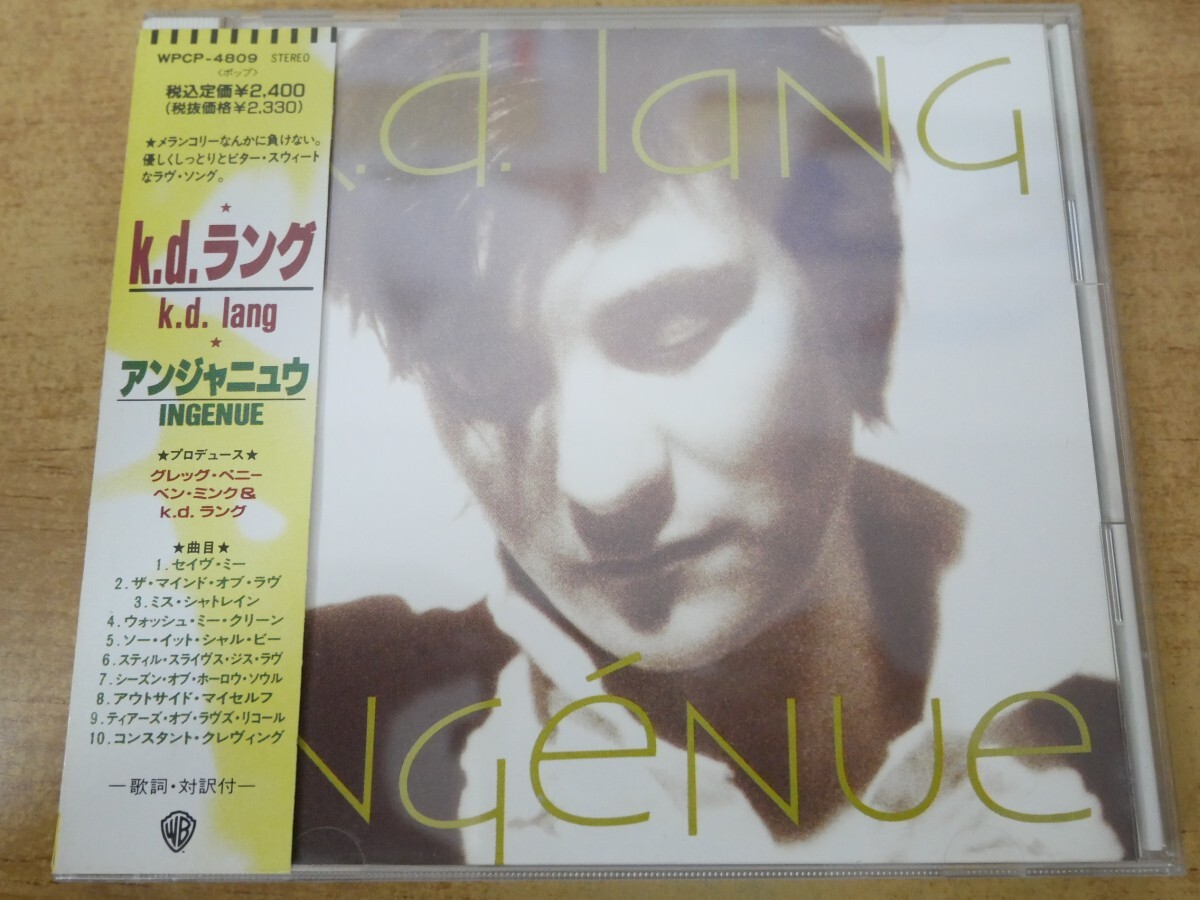 WPCP-4809 STEREO
〈ポップ〉
税込定価¥2,400
(税抜価格¥2,330)
★メランコリーなんかに負けない。
優しくしっとりとビター・スウィート
なラヴ・ソング。
★
k.d.ラング
k.d. lang
★
アンジャニュウ
INGENUE
★プロデュース★
グレッグ・ペニー
ベン・ミンク&
k.d. ラング
★曲目★
1.セイヴ・ミー
2.ザ・マインド・オブ・ラヴ
3.ミス・シャトレイン
4.ウォッシュ・ミー・クリーン
5.ソー・イット・シャル・ビー
6.スティル・スライヴス・ジス・ラヴ
7.シーズン・オブ・ホーロウ・ソウル
8.アウトサイド・マイセルフ
9.ティアーズ・オブ・ラヴズ・リコール
10.コンスタント・クレヴィング
—歌詞・対訳付—
WB
k.d. lang
ngénue